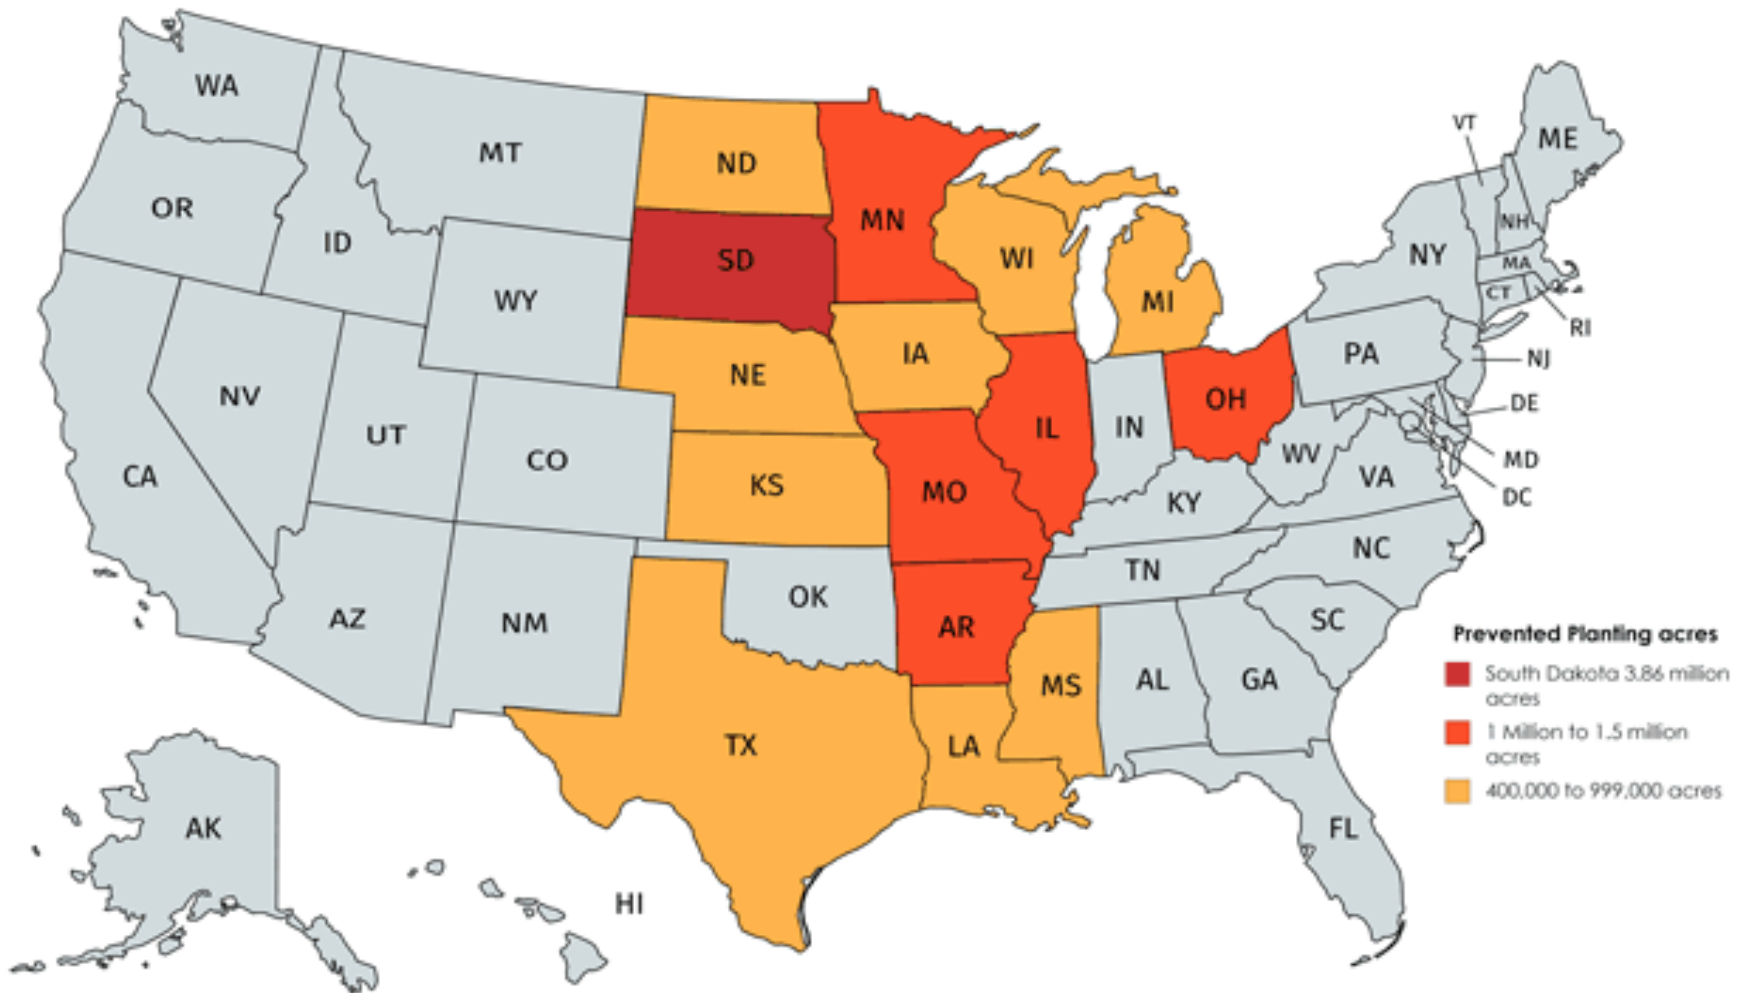 WA
MT
ND
MN
VT
ME
OR
ID
SD
WI
NH
NY
MA
WY
MI
CT
RI
IA
PA
NJ
NE
NV
OH
DE
UT
CO
IL
IN
WV
MD
CA
KS
MO
VA
KY
DC
NC
TN
OK
AZ
NM
AR
SC
MS
AL
GA
TX
LA
AK
FL
HI
Prevented Planting acres
South Dakota 3.86 million
acres
1 Million to 1.5 million
acres
400,000 to 999,000 acres